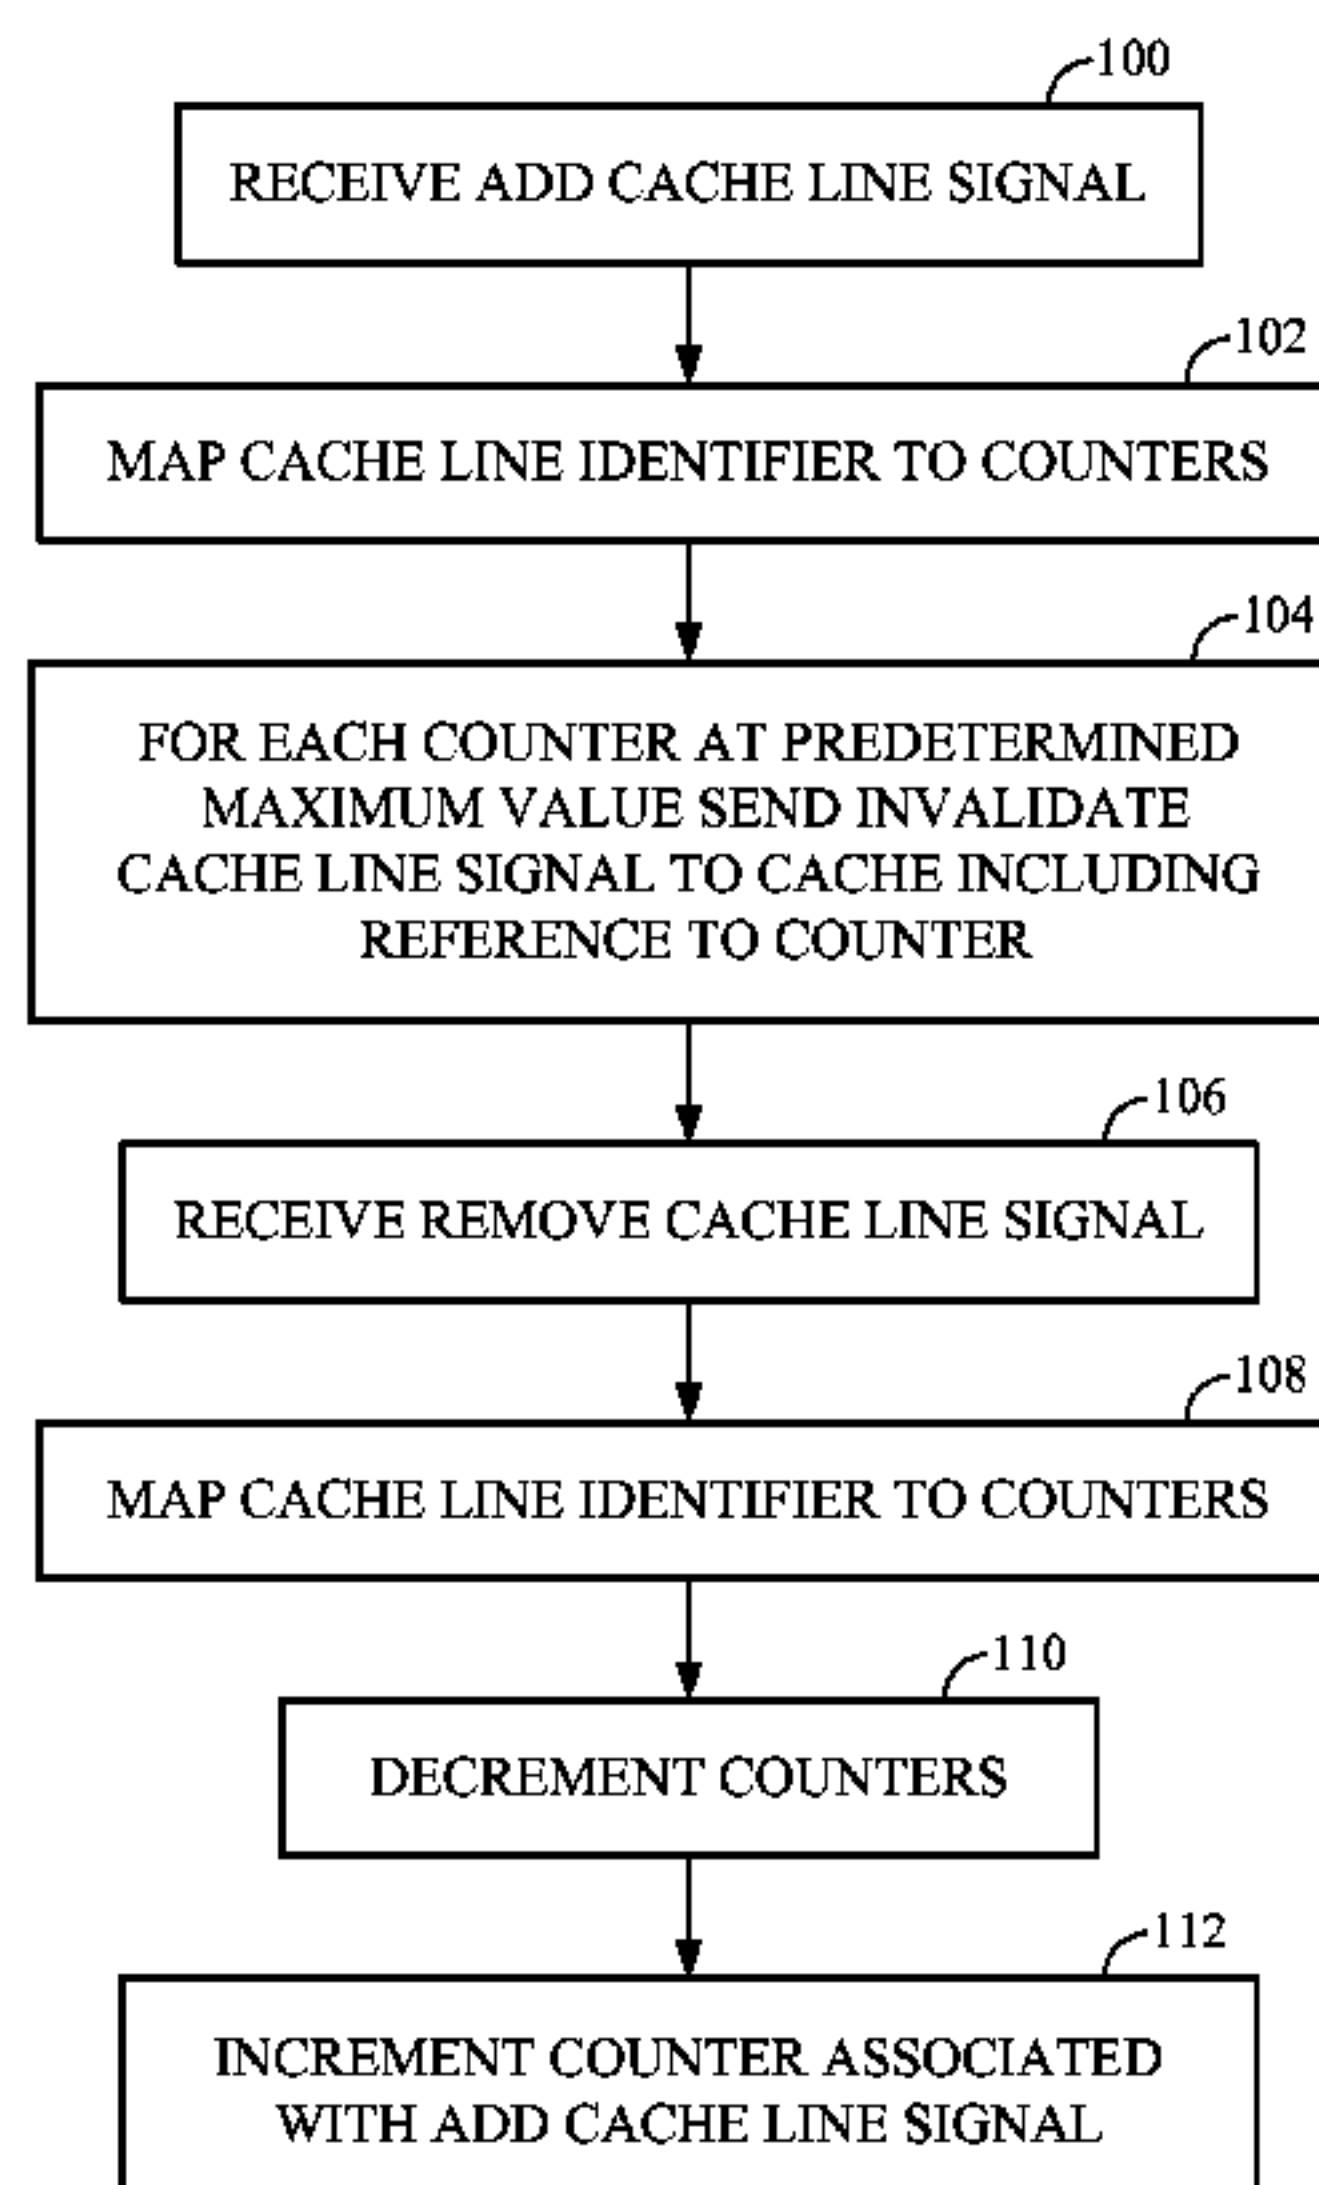 100
RECEIVE ADD CACHE LINE SIGNAL
102
MAP CACHE LINE IDENTIFIER TO COUNTERS
104
FOR EACH COUNTER AT PREDETERMINED
MAXIMUM VALUE SEND INVALIDATE
CACHE LINE SIGNAL TO CACHE INCLUDING
REFERENCE TO COUNTER
106
RECEIVE REMOVE CACHE LINE SIGNAL
108
MAP CACHE LINE IDENTIFIER TO COUNTERS
110
DECREMENT COUNTERS
112
INCREMENT COUNTER ASSOCIATED
WITH ADD CACHE LINE SIGNAL